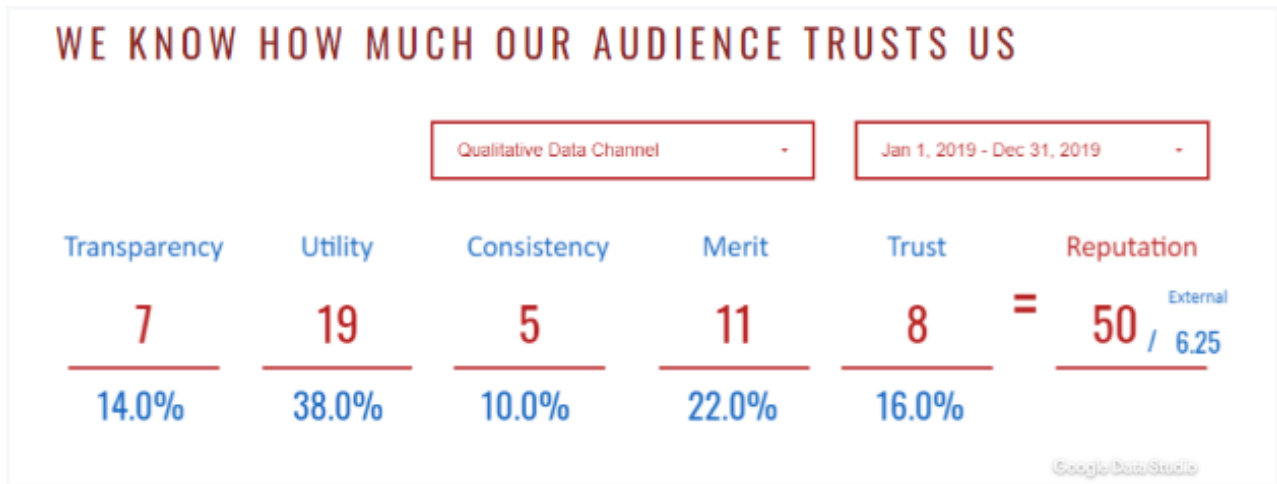 WE KNOW HOW MUCH OUR AUDIENCE TRUSTS US
Qualitative Data Channel
Jan 1, 2019 - Dec 31, 2019
Transparency Utility Consistency Merit Trust Reputation
7 19 5 11 8 = 50 / External 6.25
14.0% 38.0% 10.0% 22.0% 16.0%
Google Data Studio